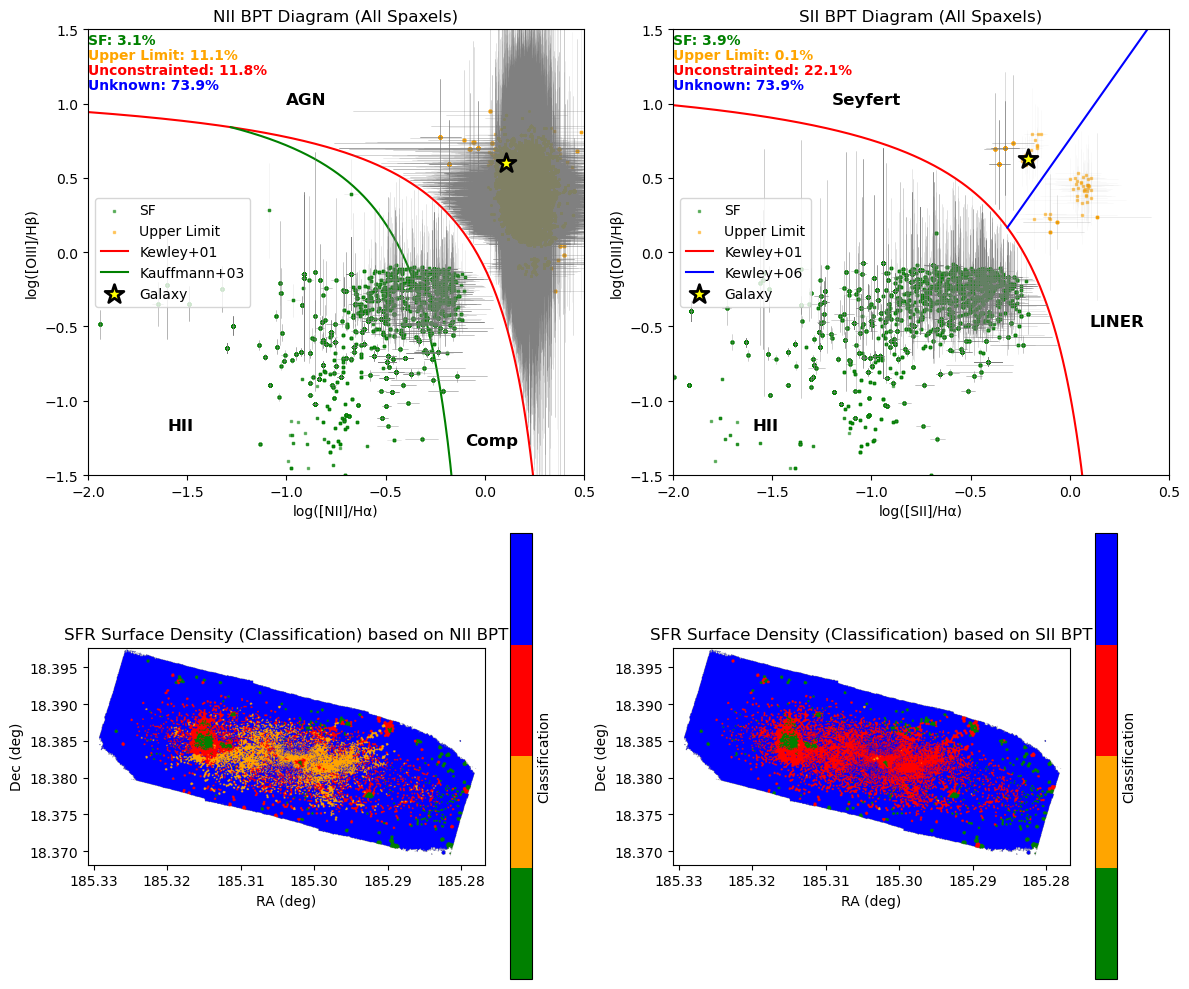 NII BPT Diagram (All Spaxels)
SF: 3.1%
Upper Limit: 11.1%
Unconstrainted: 11.8%
Unknown: 73.9%
AGN
HII
Comp
SF
Upper Limit
Kewley+01
Kauffmann+03
Galaxy
1.5
1.0
0.5
0.0
−0.5
−1.0
−1.5
log([OIII]/Hβ)
−2.0 −1.5 −1.0 −0.5 0.0 0.5
log([NII]/Hα)
SII BPT Diagram (All Spaxels)
SF: 3.9%
Upper Limit: 0.1%
Unconstrainted: 22.1%
Unknown: 73.9%
Seyfert
LINER
HII
SF
Upper Limit
Kewley+01
Kewley+06
Galaxy
1.5
1.0
0.5
0.0
−0.5
−1.0
−1.5
log([OIII]/Hβ)
−2.0 −1.5 −1.0 −0.5 0.0 0.5
log([SII]/Hα)
SFR Surface Density (Classification) based on NII BPT
18.395
18.390
18.385
18.380
18.375
18.370
Dec (deg)
185.33 185.32 185.31 185.30 185.29 185.28
RA (deg)
Classification
SFR Surface Density (Classification) based on SII BPT
18.395
18.390
18.385
18.380
18.375
18.370
Dec (deg)
185.33 185.32 185.31 185.30 185.29 185.28
RA (deg)
Classification